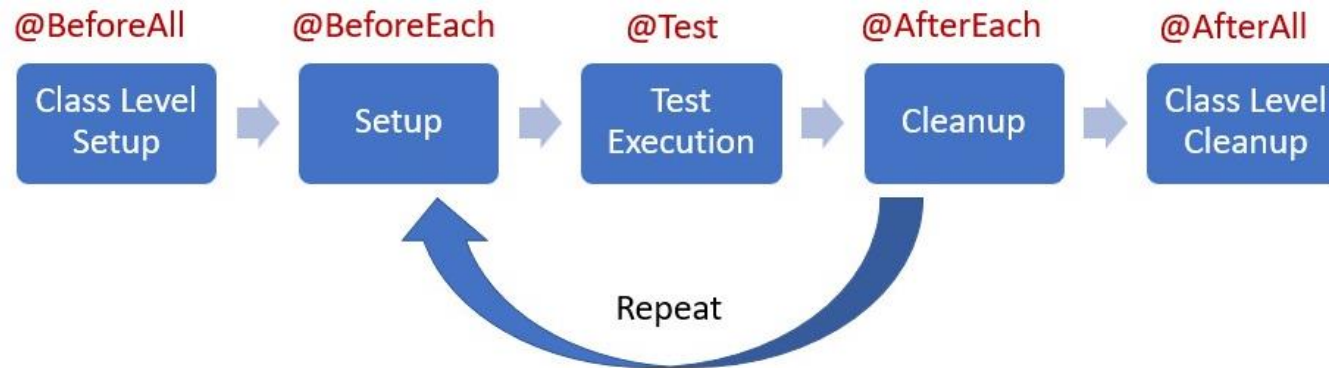 @BeforeAll
@BeforeEach
@Test
@AfterEach
@AfterAll
Class Level
Setup
Setup
Test
Execution
Cleanup
Class Level
Cleanup
Repeat